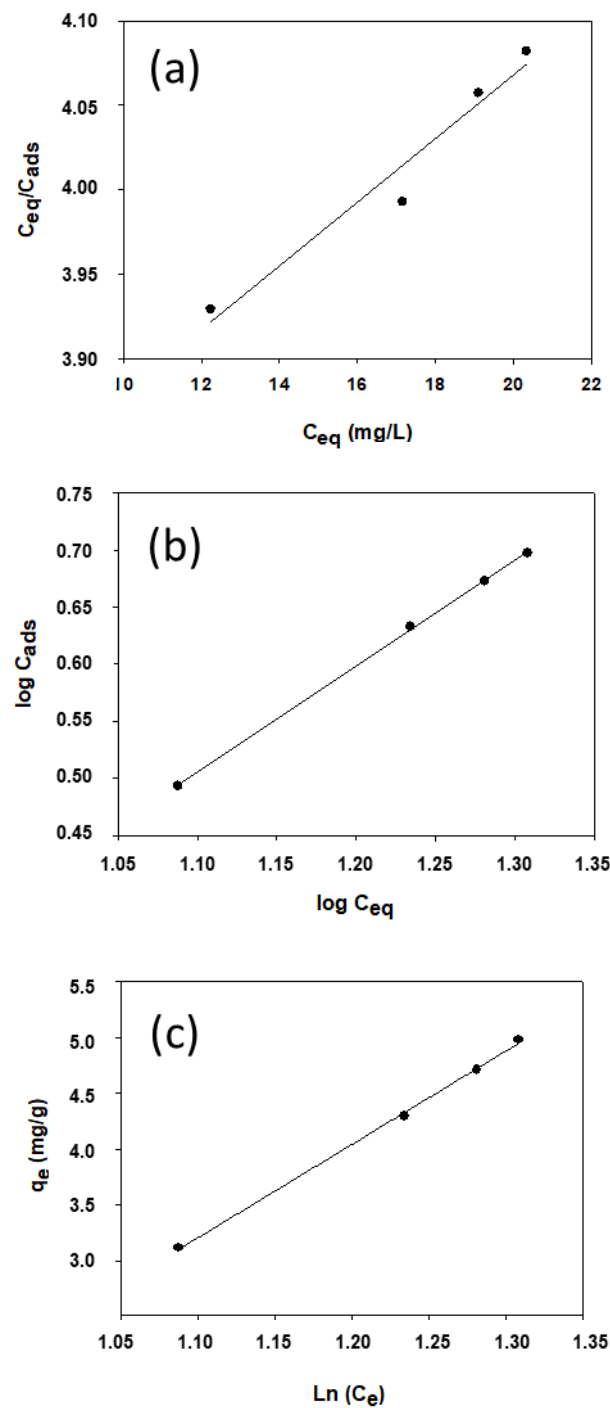 (a)
4.10
4.05
4.00
3.95
3.90
Ceq/Cads
10 12 14 16 18 20 22
Ceq (mg/L)
(b)
0.75
0.70
0.65
0.60
0.55
0.50
0.45
log Cads
1.05 1.10 1.15 1.20 1.25 1.30 1.35
log Ceq
(c)
5.5
5.0
4.5
4.0
3.5
3.0
qe (mg/g)
1.05 1.10 1.15 1.20 1.25 1.30 1.35
Ln (Ce)